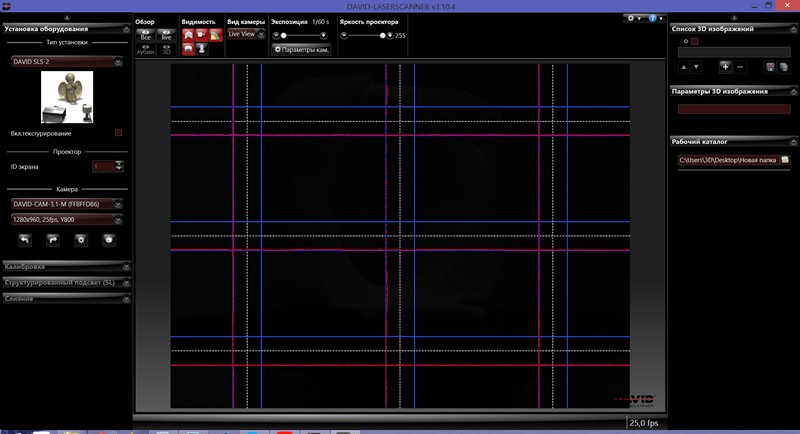 DAVID-LASERSCANNER v3.10.4
Установка оборудования
Тип установки
DAVID SLS-2
Вкл.текстурирование
Проектор
ID экрана
1
Камера
DAVID-CAM-3.1-M (FF8FFDB6)
1280x960, 25fps, Y800
Калибровка
Структурированный подсвет (SL)
Слияние
Обзор
Все
live
лубин
3D
Видимость
Вид камеры
Live View
Экспозиция 1/60 s
Параметры кам.
Яркость проектора
255
Список 3D изображений
Параметры 3D изображения
Рабочий каталог
C:\Users\3D\Desktop\Новая папка
25,0 fps